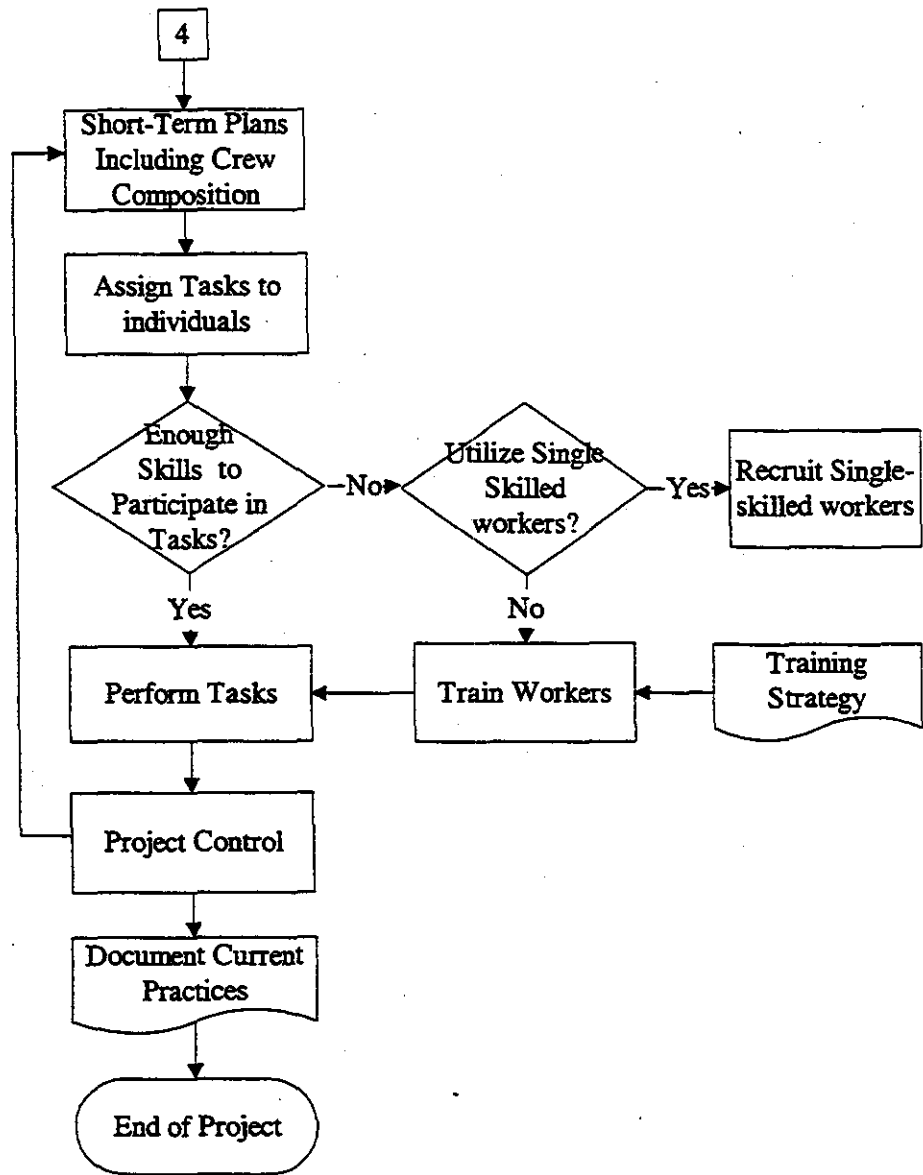 4
Short-Term Plans
Including Crew
Composition
Assign Tasks to
individuals
Enough
Skills to
Participate in
Tasks?
No
Utilize Single
Skilled
workers?
Yes
Recruit Single-
skilled workers
Yes
No
Perform Tasks
Train Workers
Training
Strategy
Project Control
Document Current
Practices
End of Project